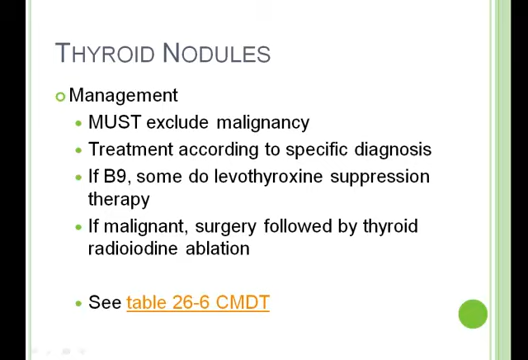 THYROID NODULES
Management
MUST exclude malignancy
Treatment according to specific diagnosis
If B9, some do levothyroxine suppression
therapy
If malignant, surgery followed by thyroid
radioiodine ablation
See table 26-6 CMDT